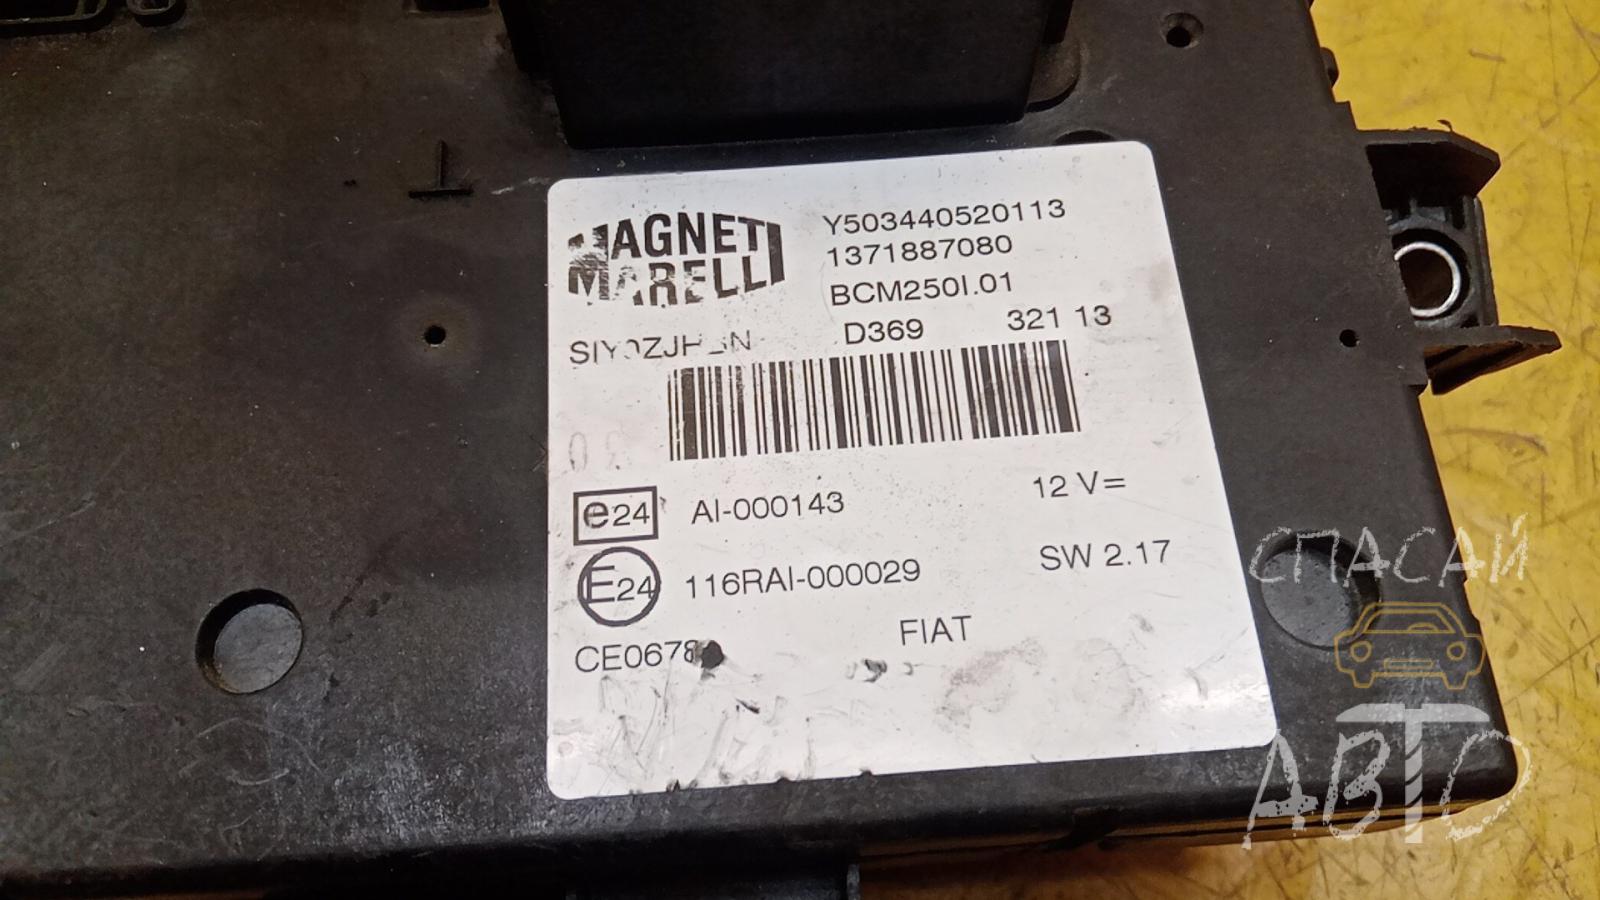 MAGNETI
MARELLI
Y503440520113
1371887080
BCM250I.01
D369 321 13
e24 AI-000143 12 V=
E24 116RAI-000029 SW 2.17
FIAT
СПАСАЙ
АВТО